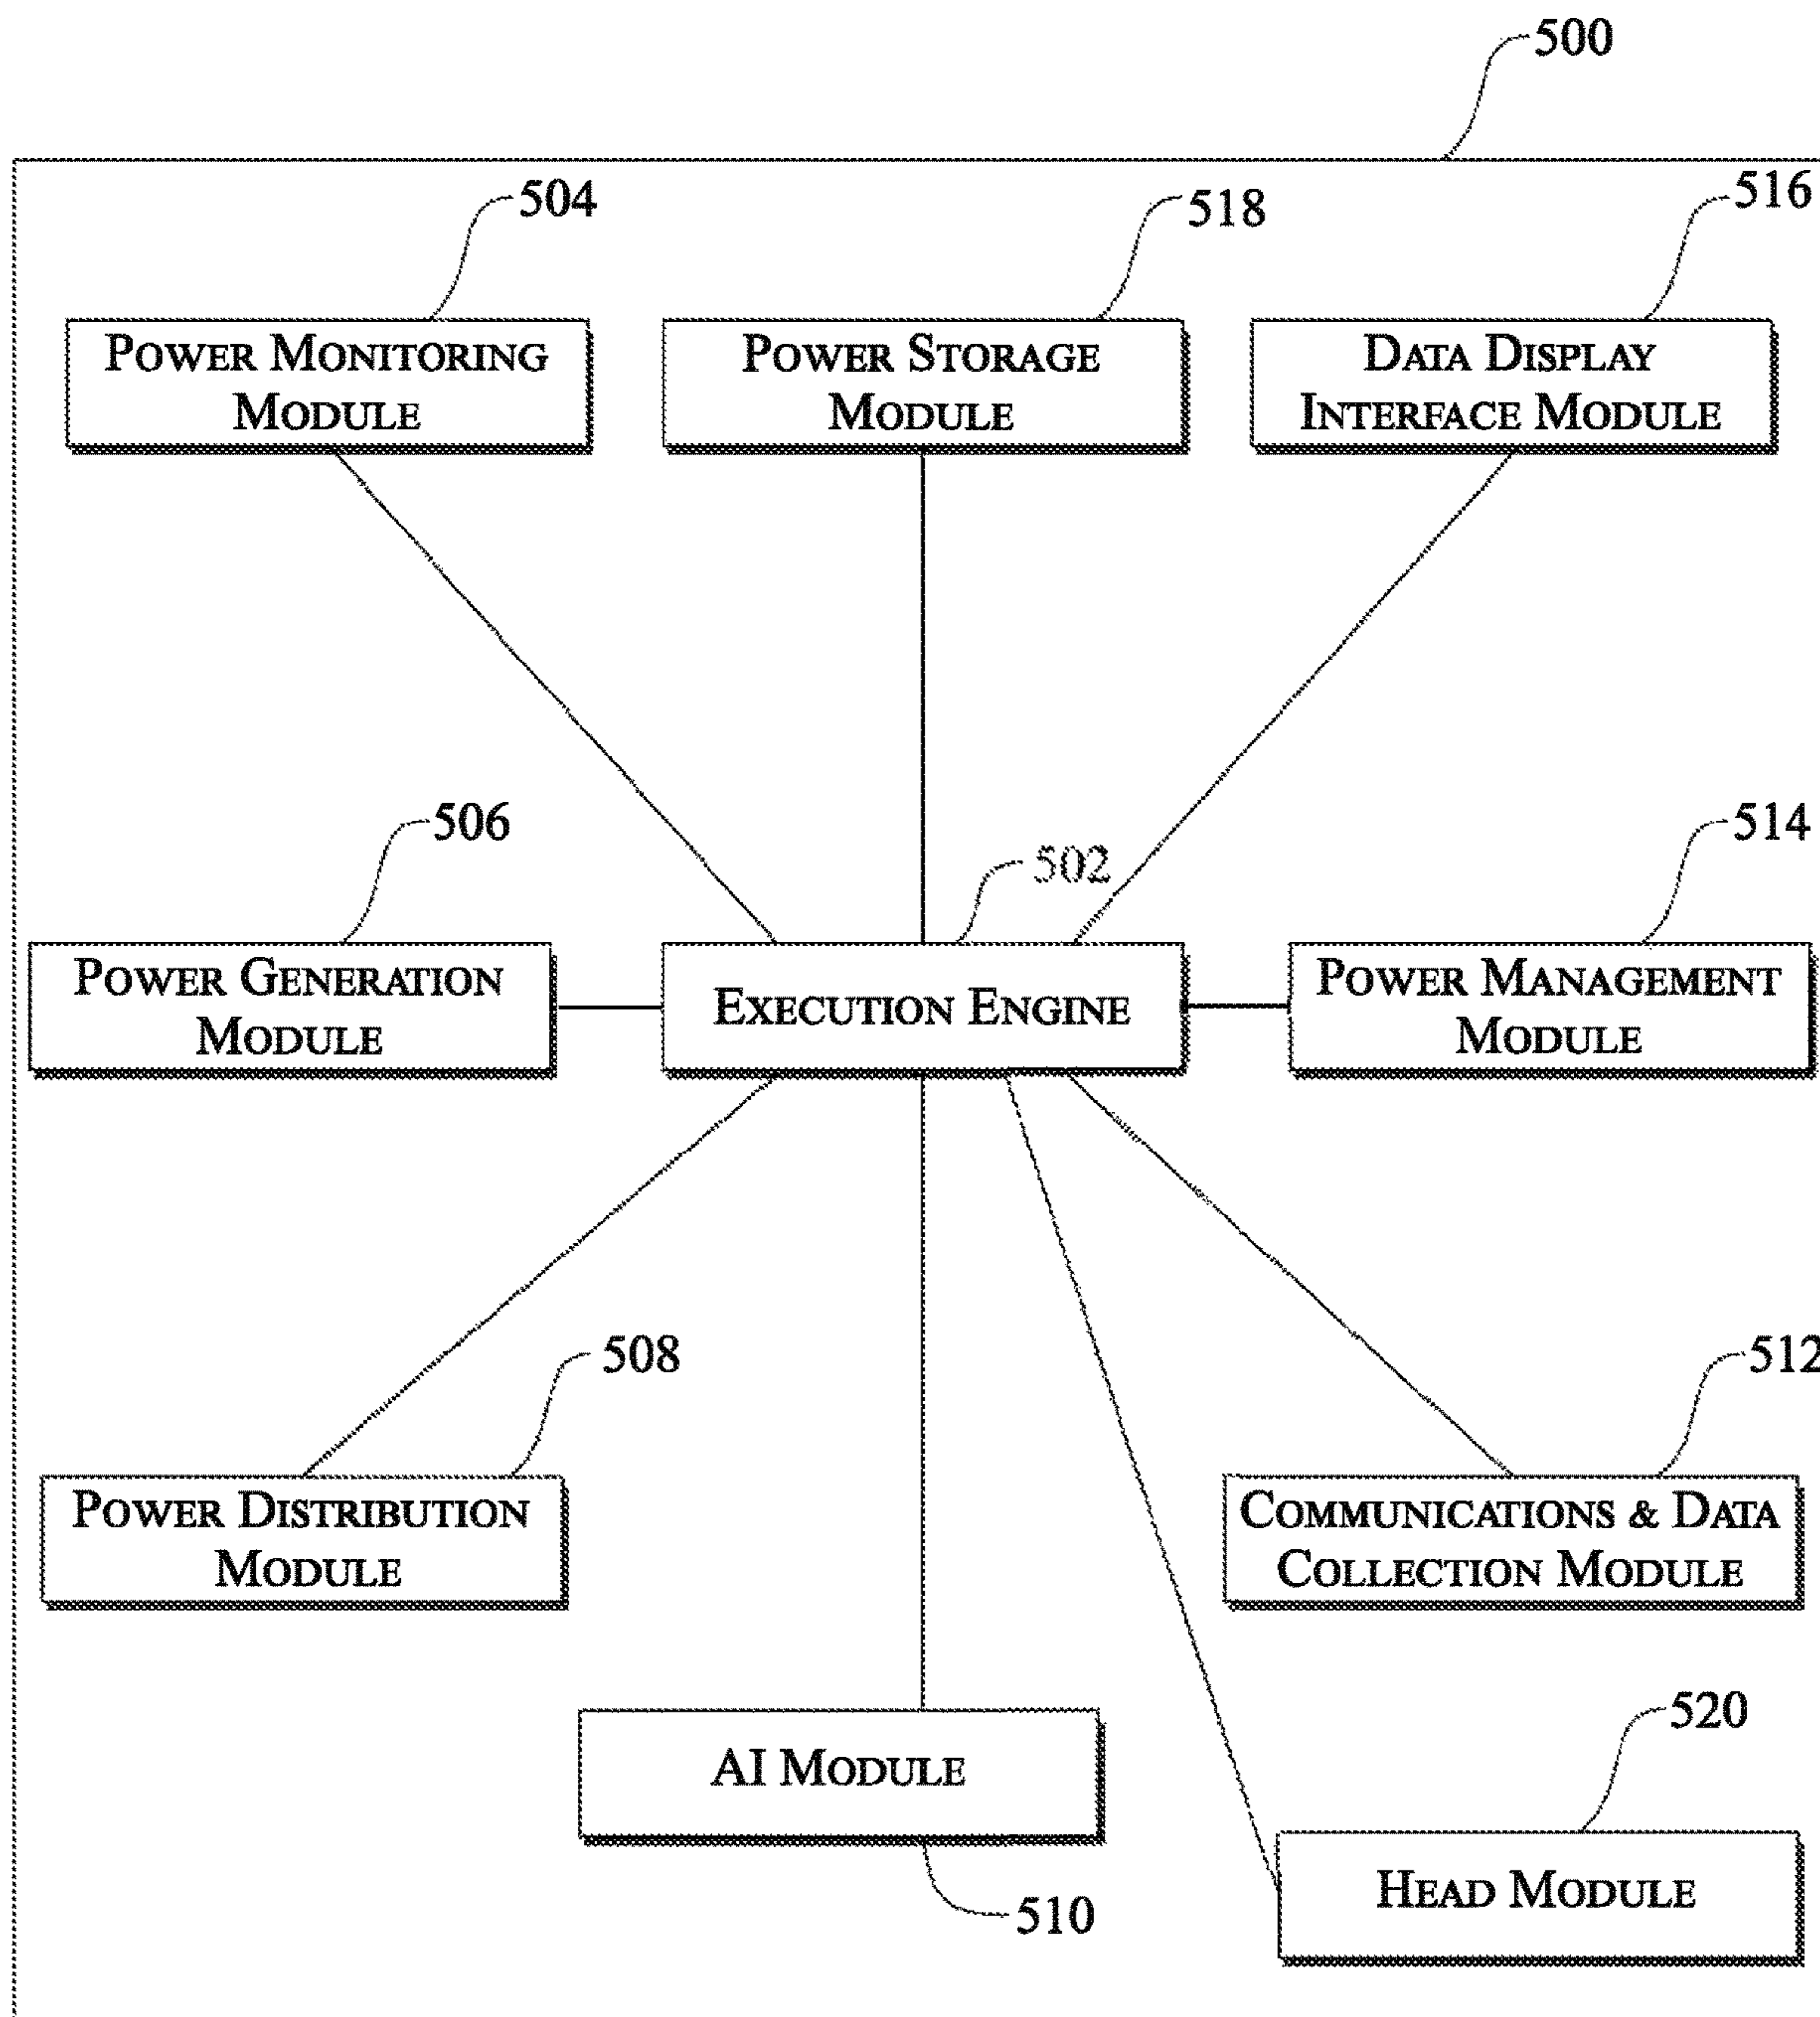 500
504
518
516
POWER MONITORING
MODULE
POWER STORAGE
MODULE
DATA DISPLAY
INTERFACE MODULE
506
502
514
POWER GENERATION
MODULE
EXECUTION ENGINE
POWER MANAGEMENT
MODULE
508
512
POWER DISTRIBUTION
MODULE
COMMUNICATIONS & DATA
COLLECTION MODULE
AI MODULE
510
520
HEAD MODULE